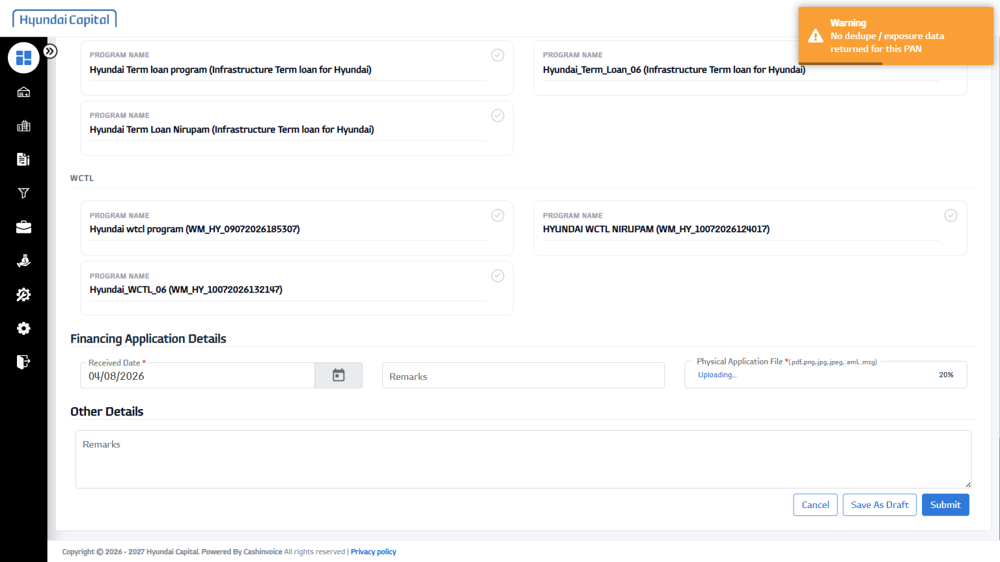 Hyundai Capital
Warning
No dedupe / exposure data
returned for this PAN
PROGRAM NAME
Hyundai Term loan program (Infrastructure Term loan for Hyundai)
PROGRAM NAME
Hyundai_Term_Loan_06 (Infrastructure Term loan for Hyundai)
PROGRAM NAME
Hyundai Term Loan Nirupam (Infrastructure Term loan for Hyundai)
WCTL
PROGRAM NAME
Hyundai wtcl program (WM_HY_09072026185307)
PROGRAM NAME
HYUNDAI WCTL NIRUPAM (WM_HY_10072026124017)
PROGRAM NAME
Hyundai_WCTL_06 (WM_HY_10072026132147)
Financing Application Details
Received Date *
04/08/2026
Remarks
Physical Application File *(.pdf,.png,.jpg,.jpeg, .eml, .msg)
Uploading... 20%
Other Details
Remarks
Cancel
Save As Draft
Submit
Copyright © 2026 - 2027 Hyundai Capital. Powered By Cashinvoice All rights reserved | Privacy policy